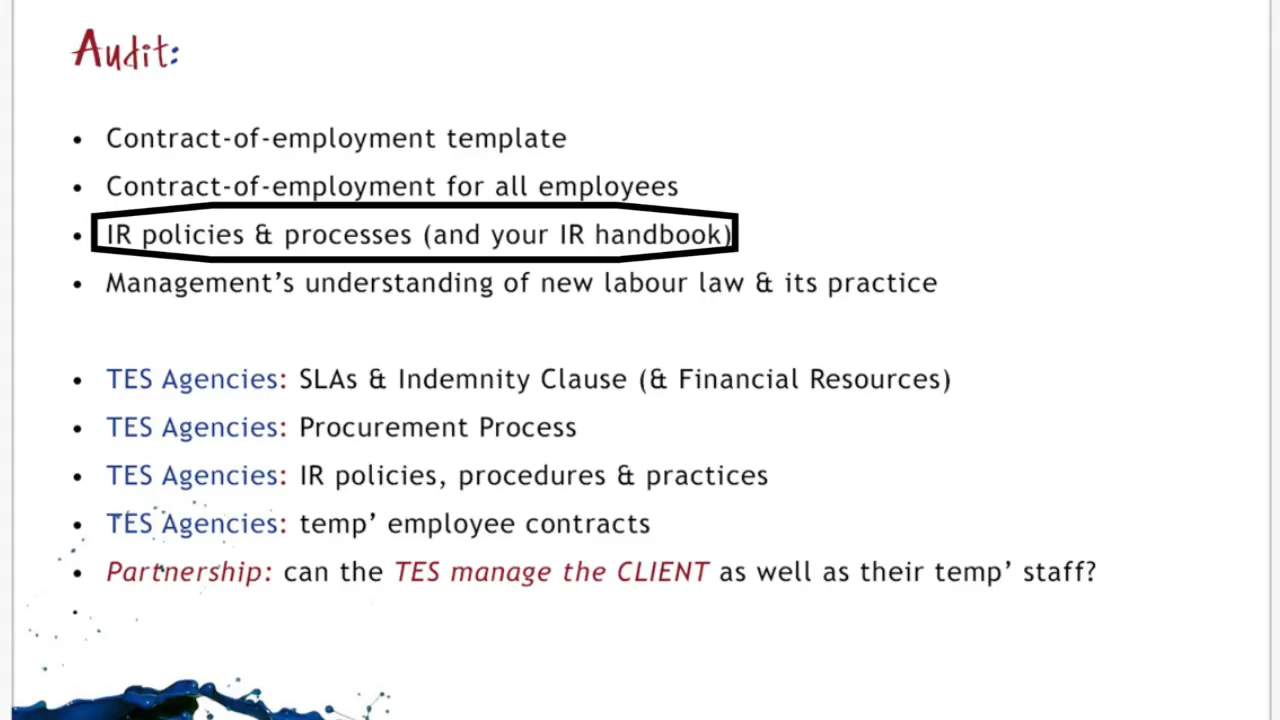 Audit:
• Contract-of-employment template
• Contract-of-employment for all employees
• IR policies & processes (and your IR handbook)
• Management’s understanding of new labour law & its practice
• TES Agencies: SLAs & Indemnity Clause (& Financial Resources)
• TES Agencies: Procurement Process
• TES Agencies: IR policies, procedures & practices
• TES Agencies: temp’ employee contracts
• Partnership: can the TES manage the CLIENT as well as their temp’ staff?
•